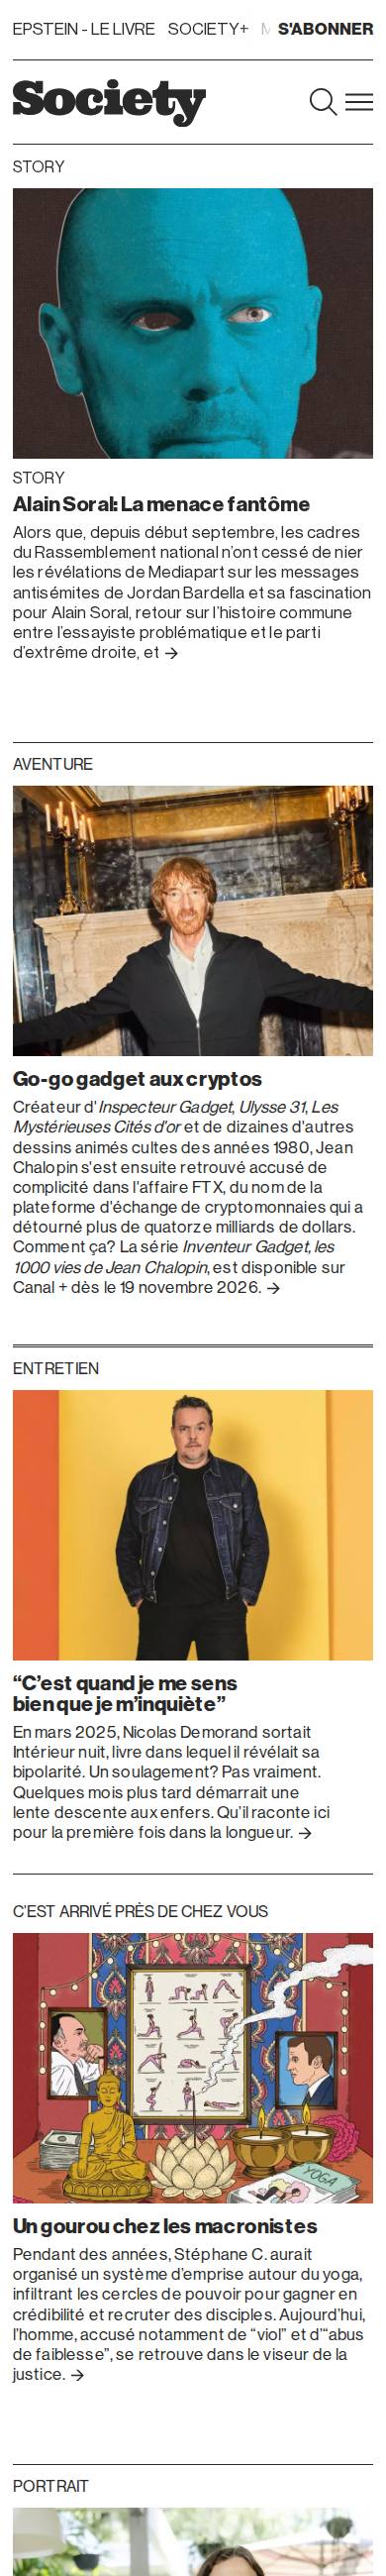 EPSTEIN - LE LIVRE SOCIETY+ M S'ABONNER
Society
STORY
STORY
Alain Soral: La menace fantôme
Alors que, depuis début septembre, les cadres
du Rassemblement national n’ont cessé de nier
les révélations de Mediapart sur les messages
antisémites de Jordan Bardella et sa fascination
pour Alain Soral, retour sur l’histoire commune
entre l’essayiste problématique et le parti
d’extrême droite, et →
AVENTURE
Go-go gadget aux cryptos
Créateur d'Inspecteur Gadget, Ulysse 31, Les
Mystérieuses Cités d'or et de dizaines d'autres
dessins animés cultes des années 1980, Jean
Chalopin s'est ensuite retrouvé accusé de
complicité dans l'affaire FTX, du nom de la
plateforme d'échange de cryptomonnaies qui a
détourné plus de quatorze milliards de dollars.
Comment ça? La série Inventeur Gadget, les
1000 vies de Jean Chalopin, est disponible sur
Canal + dès le 19 novembre 2026. →
ENTRETIEN
“C’est quand je me sens
bien que je m’inquiète”
En mars 2025, Nicolas Demorand sortait
Intérieur nuit, livre dans lequel il révélait sa
bipolarité. Un soulagement? Pas vraiment.
Quelques mois plus tard démarrait une
lente descente aux enfers. Qu’il raconte ici
pour la première fois dans la longueur. →
C'EST ARRIVÉ PRÈS DE CHEZ VOUS
YOGA
Un gourou chez les macronistes
Pendant des années, Stéphane C. aurait
organisé un système d’emprise autour du yoga,
infiltrant les cercles de pouvoir pour gagner en
crédibilité et recruter des disciples. Aujourd’hui,
l’homme, accusé notamment de “viol” et d’“abus
de faiblesse”, se retrouve dans le viseur de la
justice. →
PORTRAIT